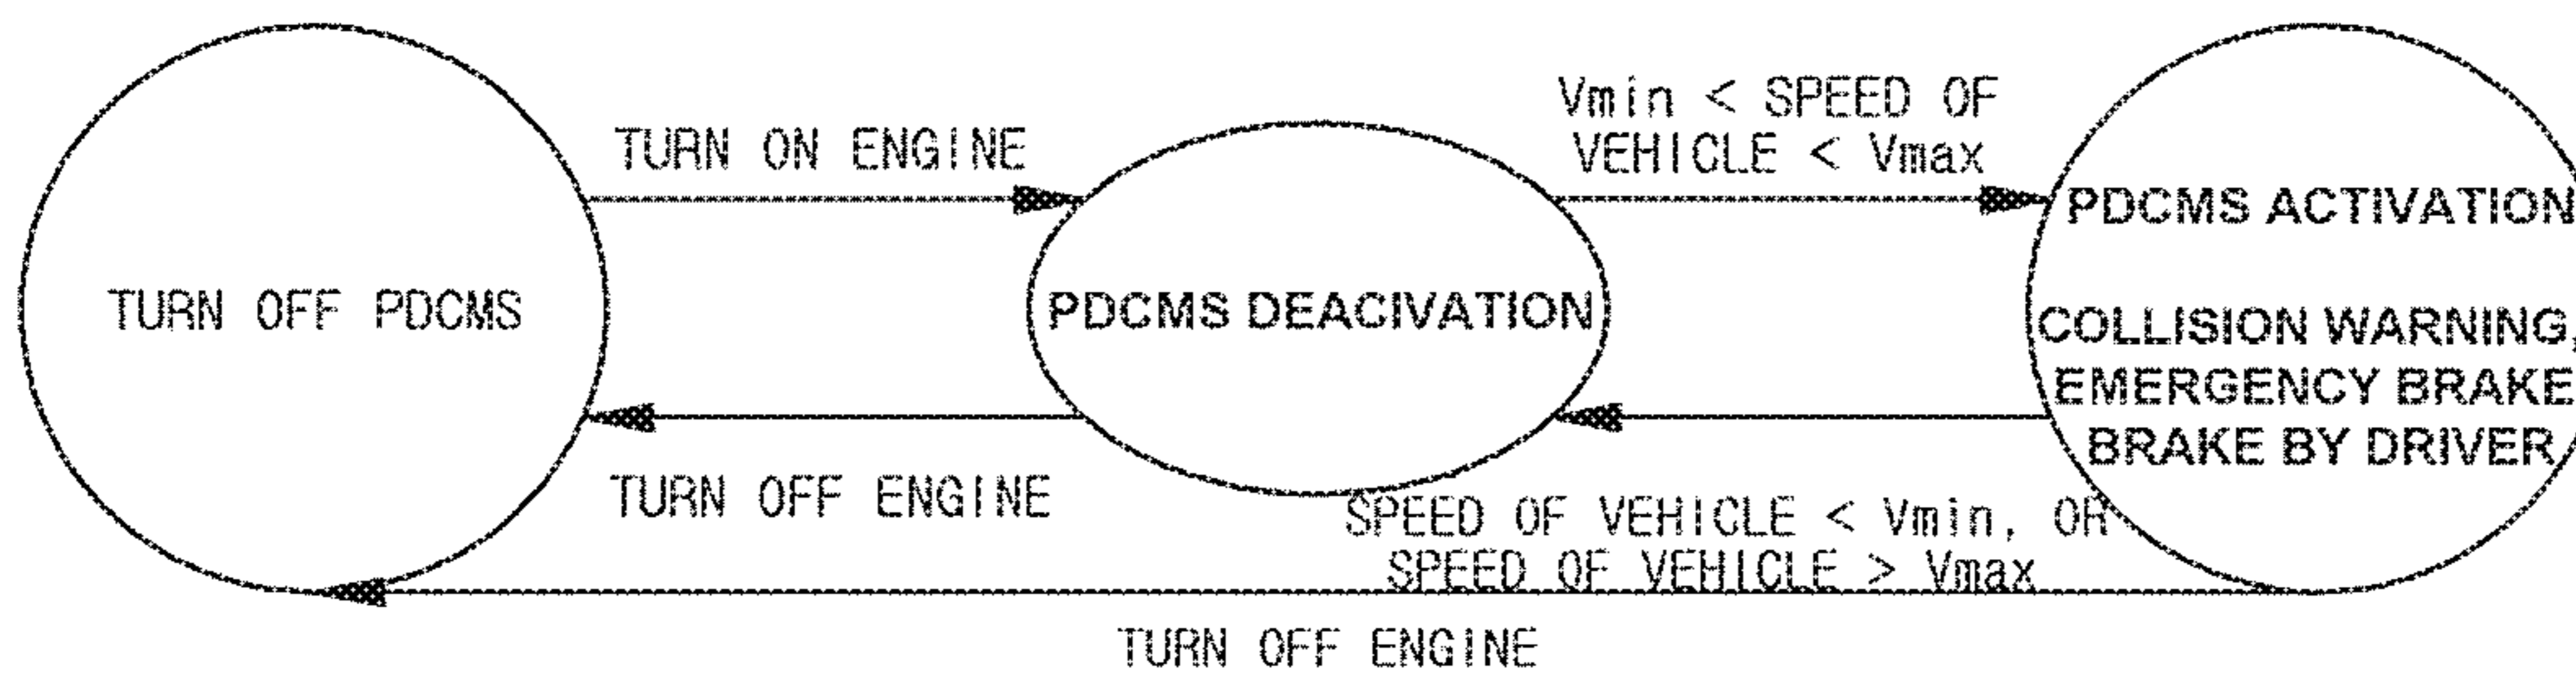 TURN OFF PDCMS
TURN ON ENGINE
TURN OFF ENGINE
PDCMS DEACIVATION
Vmin < SPEED OF
VEHICLE < Vmax
SPEED OF VEHICLE < Vmin, OR
SPEED OF VEHICLE > Vmax
PDCMS ACTIVATION
COLLISION WARNING,
EMERGENCY BRAKE
BRAKE BY DRIVER
TURN OFF ENGINE